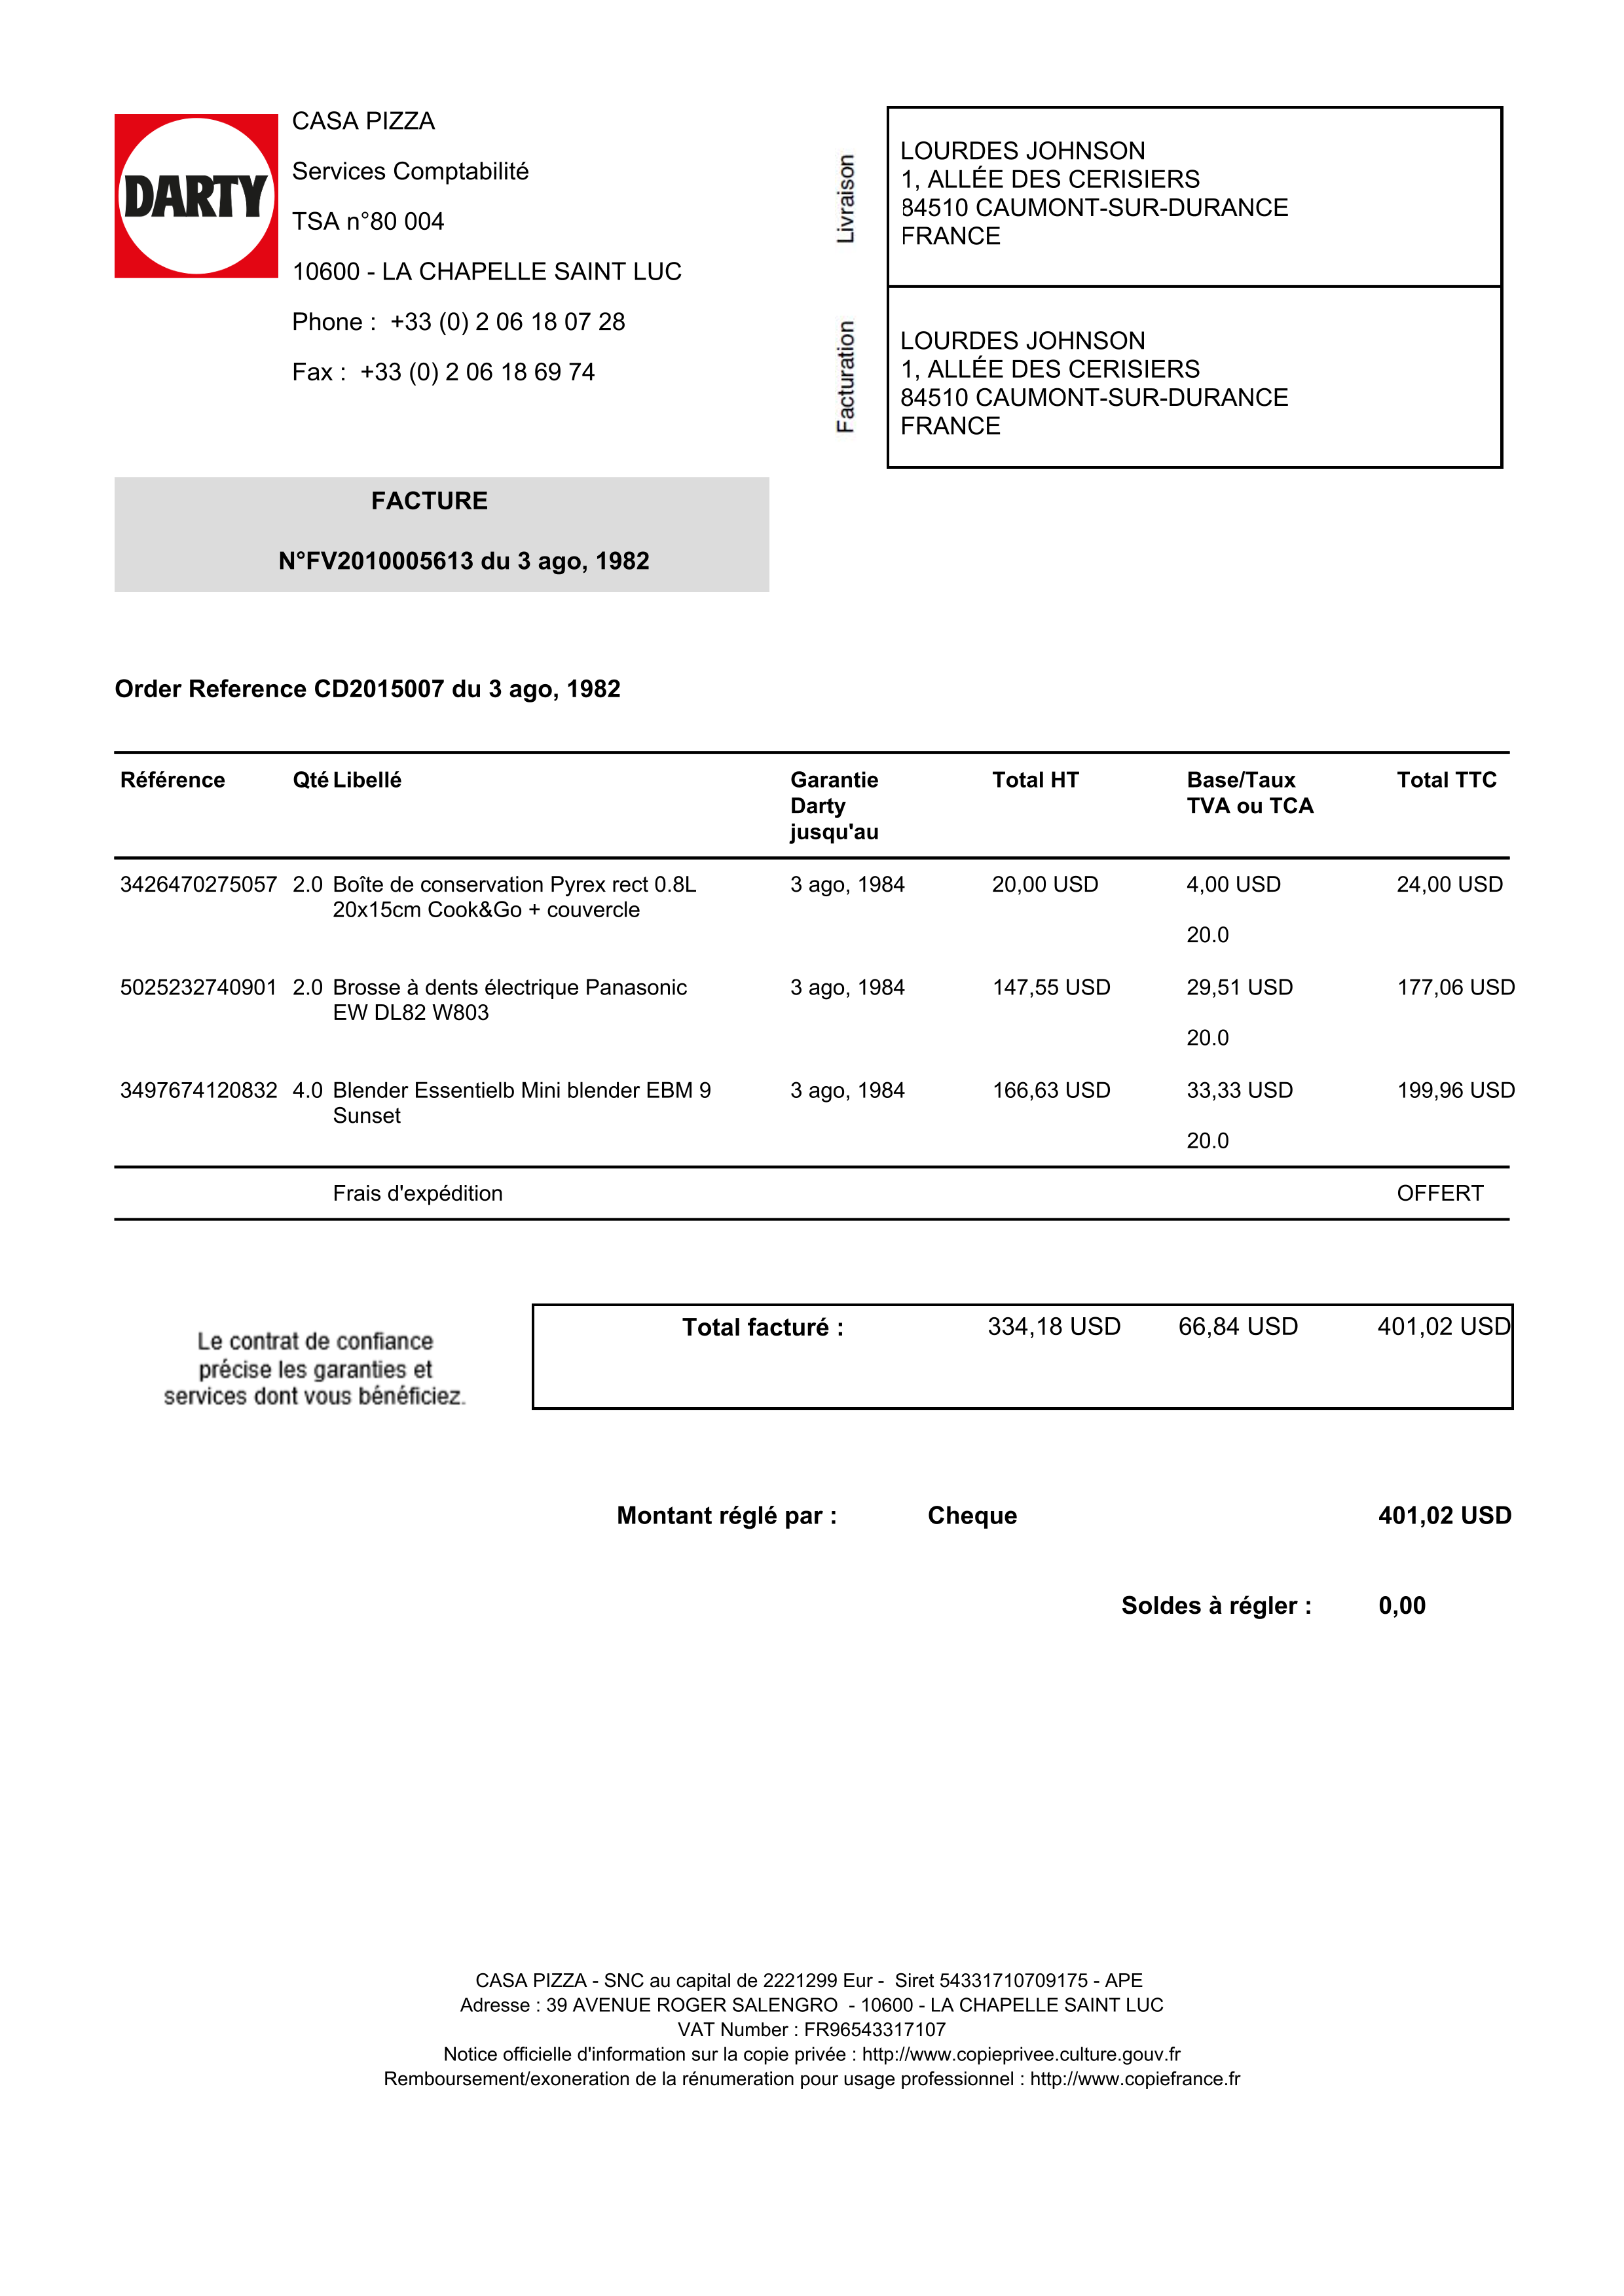 DARTY
CASA PIZZA
Services Comptabilité
TSA n°80 004
10600 - LA CHAPELLE SAINT LUC
Phone : +33 (0) 2 06 18 07 28
Fax : +33 (0) 2 06 18 69 74
Livraison
LOURDES JOHNSON
1, ALLÉE DES CERISIERS
84510 CAUMONT-SUR-DURANCE
FRANCE
Facturation
LOURDES JOHNSON
1, ALLÉE DES CERISIERS
84510 CAUMONT-SUR-DURANCE
FRANCE
FACTURE
N°FV2010005613 du 3 ago, 1982
Order Reference CD2015007 du 3 ago, 1982
Référence Qté Libellé Garantie Total HT Base/Taux Total TTC
Darty TVA ou TCA
jusqu'au
3426470275057 2.0 Boîte de conservation Pyrex rect 0.8L 3 ago, 1984 20,00 USD 4,00 USD 24,00 USD
20x15cm Cook&Go + couvercle
20.0
5025232740901 2.0 Brosse à dents électrique Panasonic 3 ago, 1984 147,55 USD 29,51 USD 177,06 USD
EW DL82 W803
20.0
3497674120832 4.0 Blender Essentielb Mini blender EBM 9 3 ago, 1984 166,63 USD 33,33 USD 199,96 USD
Sunset
20.0
Frais d'expédition OFFERT
Le contrat de confiance
précise les garanties et
services dont vous bénéficiez.
Total facturé : 334,18 USD 66,84 USD 401,02 USD
Montant réglé par : Cheque 401,02 USD
Soldes à régler : 0,00
CASA PIZZA - SNC au capital de 2221299 Eur - Siret 54331710709175 - APE
Adresse : 39 AVENUE ROGER SALENGRO - 10600 - LA CHAPELLE SAINT LUC
VAT Number : FR96543317107
Notice officielle d'information sur la copie privée : http://www.copieprivee.culture.gouv.fr
Remboursement/exoneration de la rénumeration pour usage professionnel : http://www.copiefrance.fr